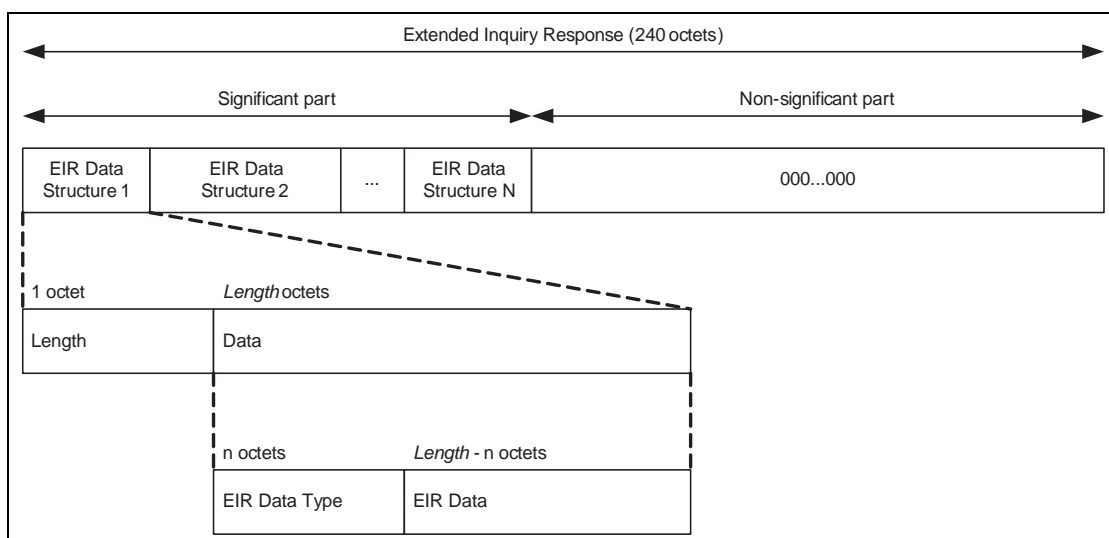 Extended Inquiry Response (240 octets)
Significant part
Non-significant part
EIR Data
Structure 1
EIR Data
Structure 2
...
EIR Data
Structure N
000...000
1 octet
Length octets
Length
Data
n octets
Length - n octets
EIR Data Type
EIR Data